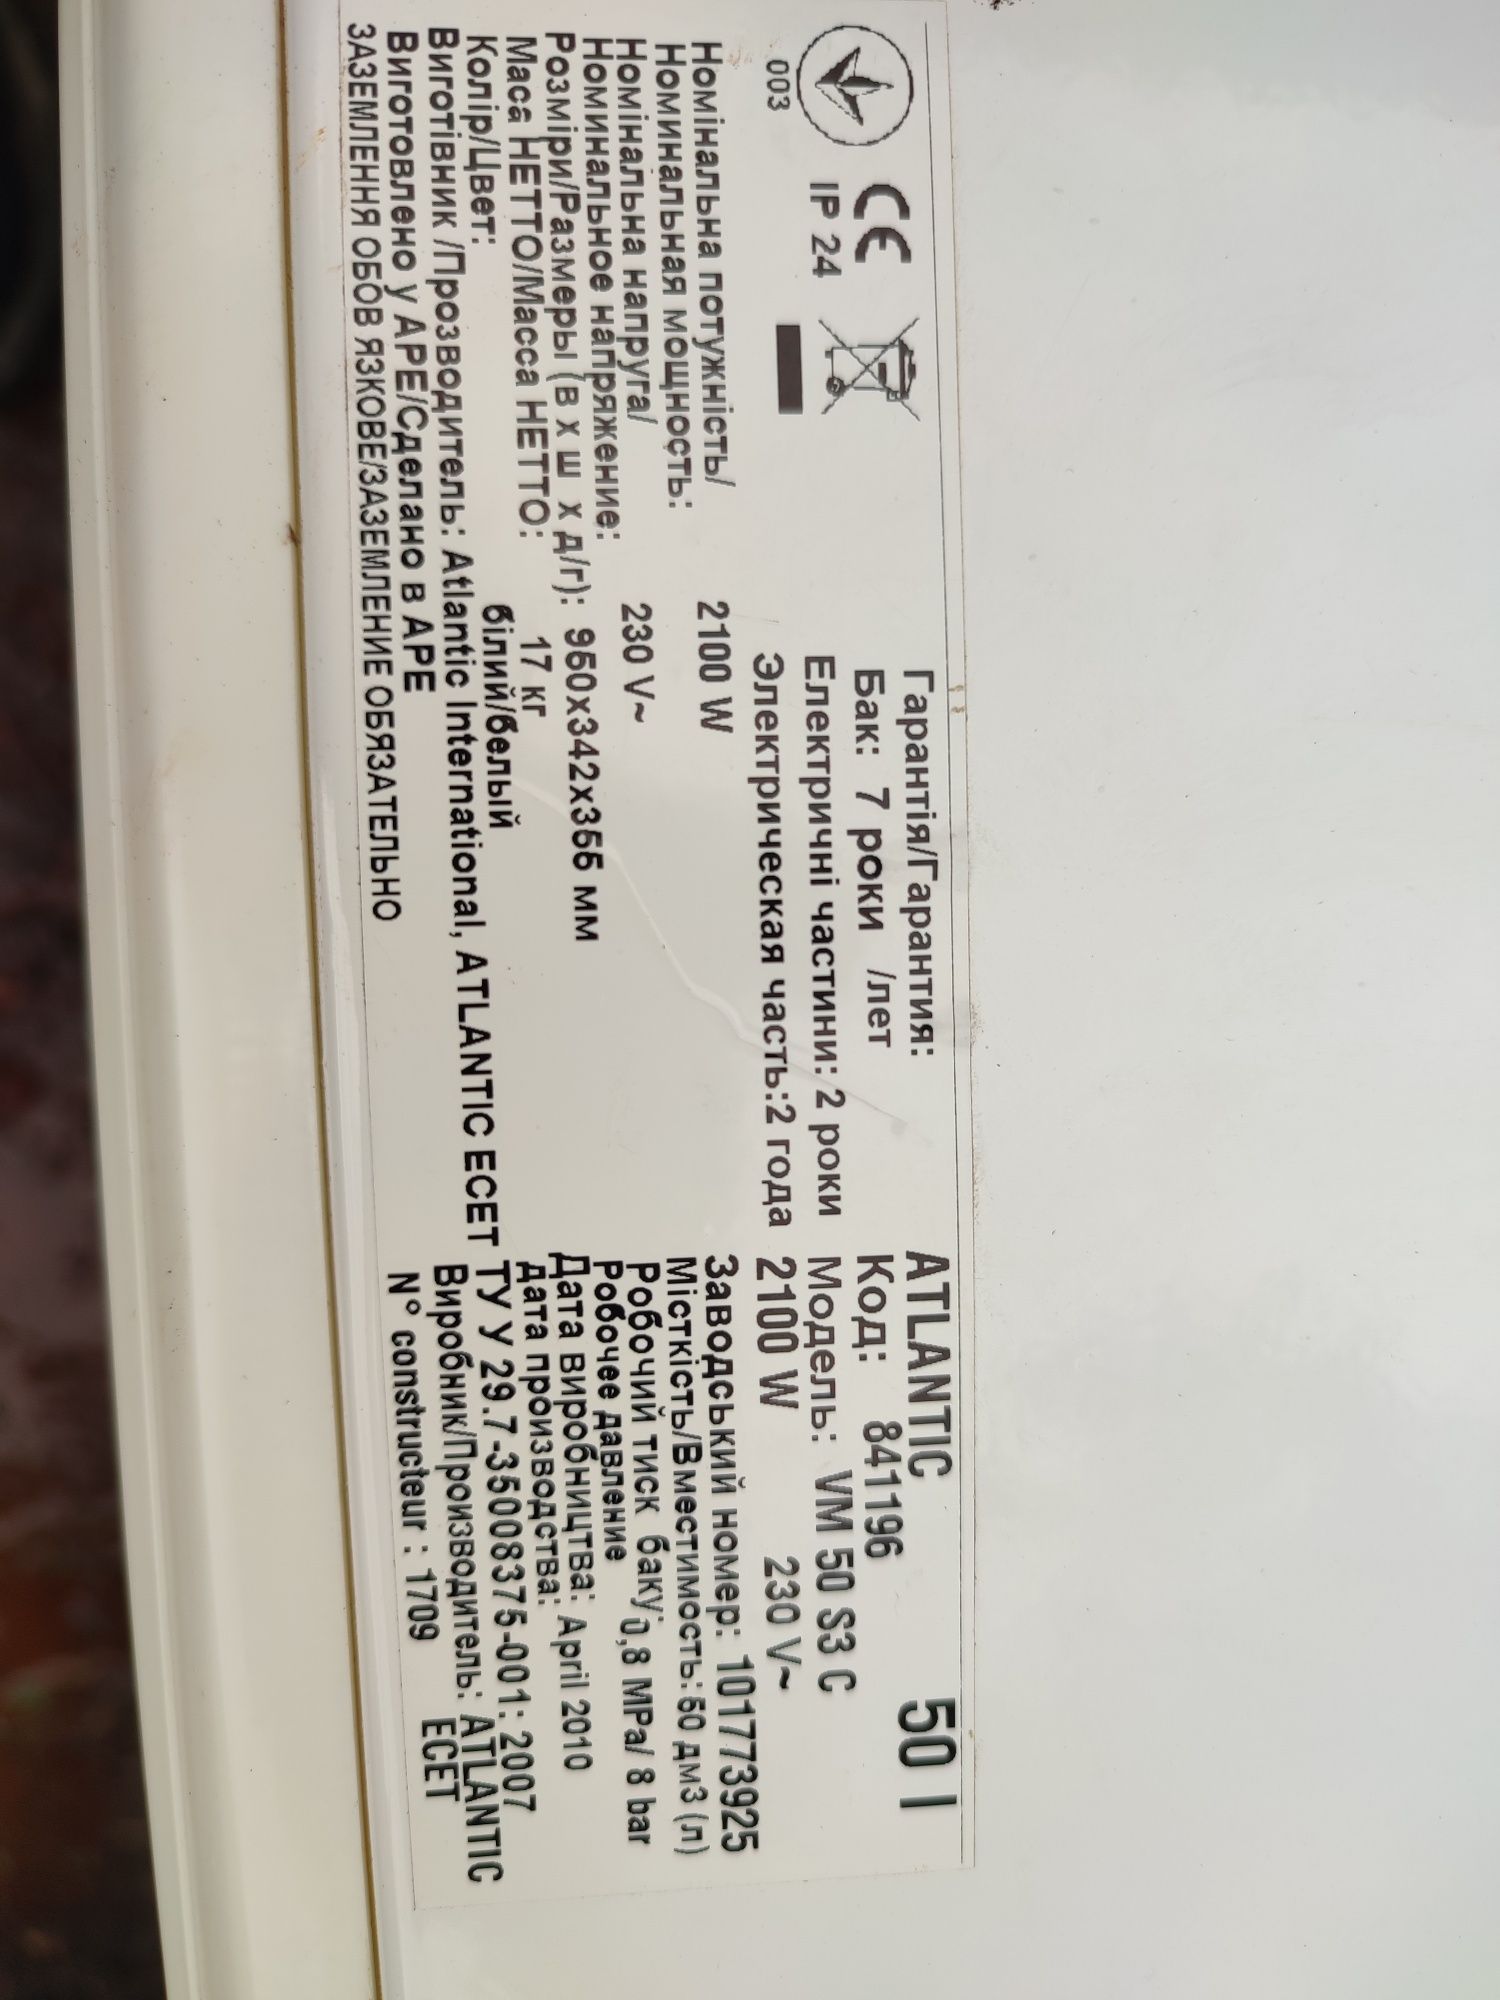 ATLANTIC 50 l
Код: 841196
Модель: VM 50 S3 C
2100 W 230 V~
Заводський номер: 101773925
Місткість/Вместимость:50 дм3 (л)
Робочий тиск баку:0,8 MPa/ 8 bar
Робочее давление
Дата виробництва: April 2010
Дата производства:
ТУ У 29.7-35008375-001: 2007
Виробник/Производитель: ATLANTIC
ECET
N° constructeur : 1709
Гарантія/Гарантия:
Бак: 7 роки /лет
Електричні частини: 2 роки
Электрическая часть:2 года
003
IP 24
CE
Номінальна потужність/
Номинальная мощность: 2100 W
Номінальна напруга/
Номинальное напряжение: 230 V~
Розміри/Размеры (в х ш х д/г): 960x342x355 мм
Маса НЕТТО/Масса НЕТТО: 17 кг
Колір/Цвет: білий/белый
Виготівник /Прозводитель: Atlantic International, ATLANTIC ECET
Виготовлено у АРЕ/Сделано в АРЕ
ЗАЗЕМЛЕННЯ ОБОВ ЯЗКОВЕ/ЗАЗЕМЛЕНИЕ ОБЯЗАТЕЛЬНО